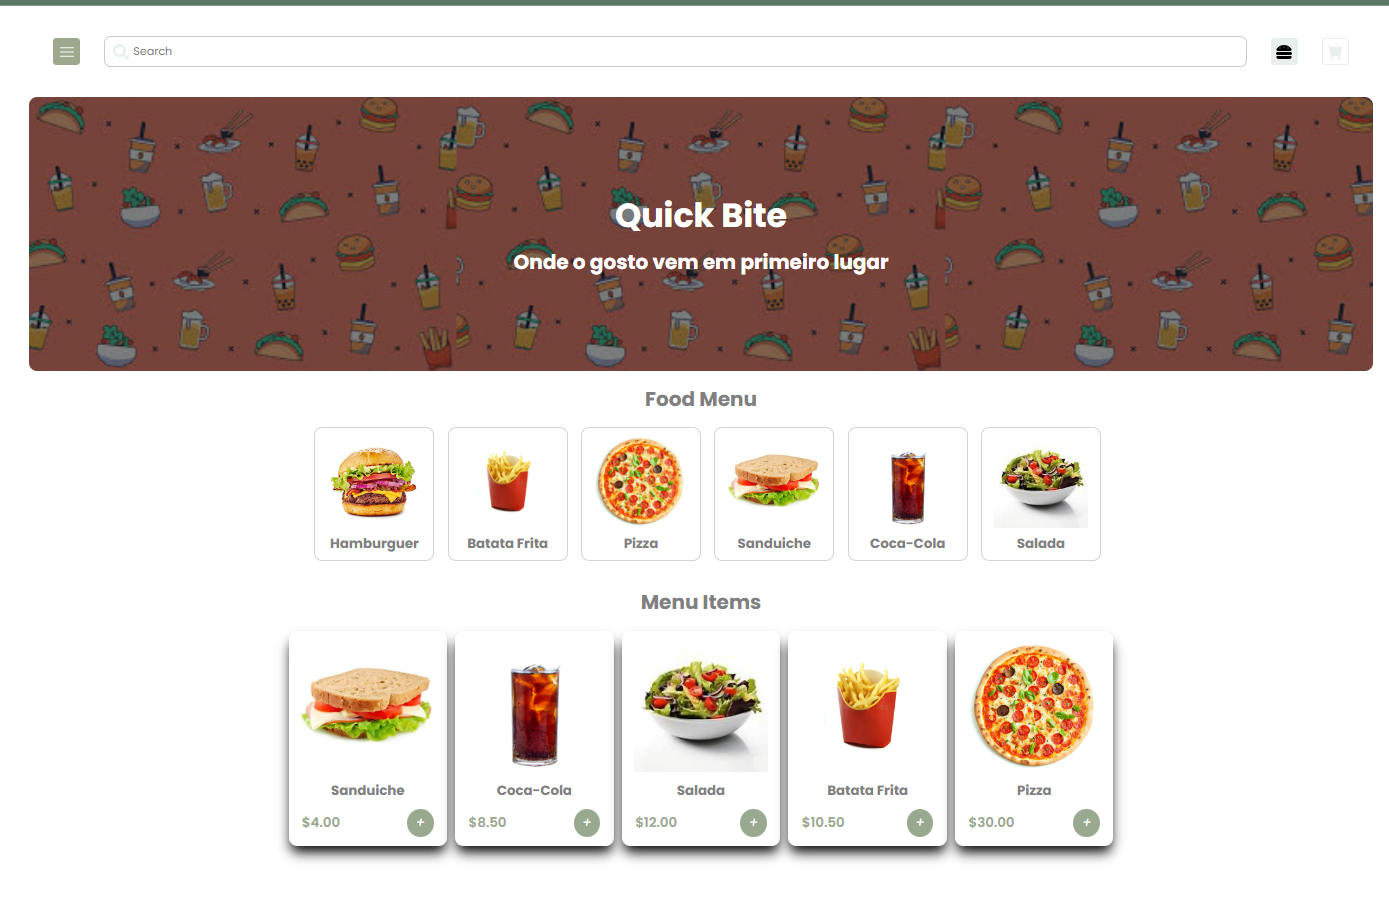 Search
Quick Bite
Onde o gosto vem em primeiro lugar
Food Menu
Hamburguer Batata Frita Pizza Sanduiche Coca-Cola Salada
Menu Items
Sanduiche Coca-Cola Salada Batata Frita Pizza
$4.00 + $8.50 + $12.00 + $10.50 + $30.00 +